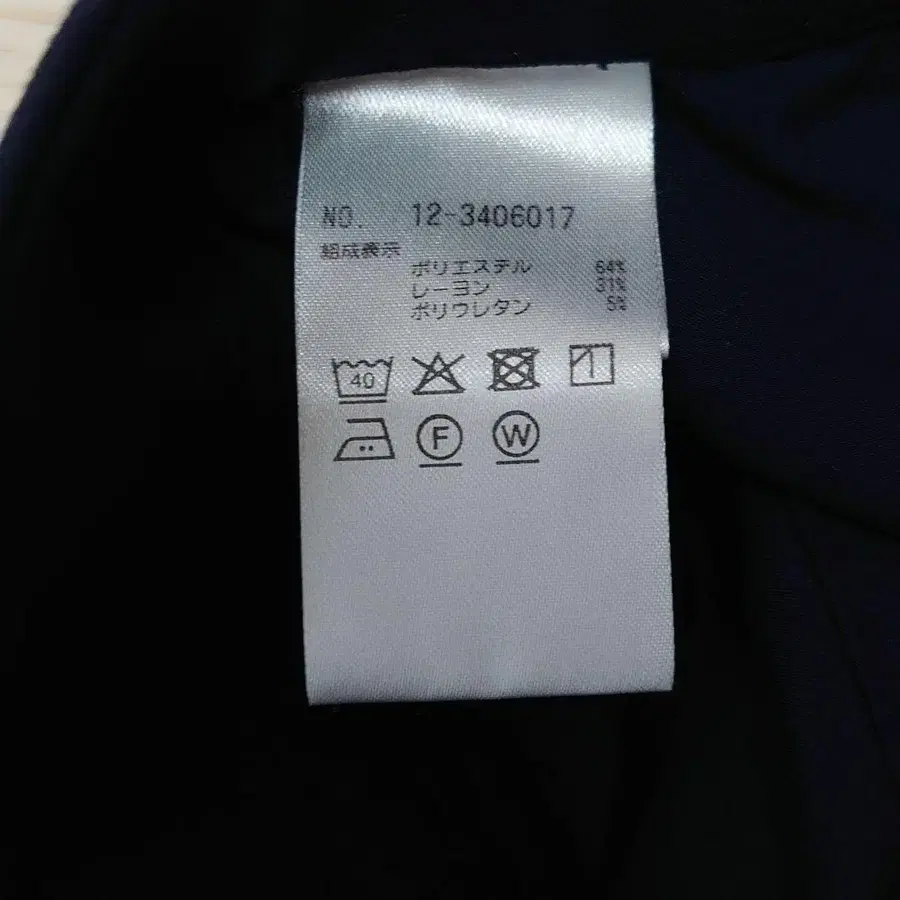 NO. 12-3406017
組成表示
ポリエステル 64%
レーヨン 31%
ポリウレタン 5%
40
F W